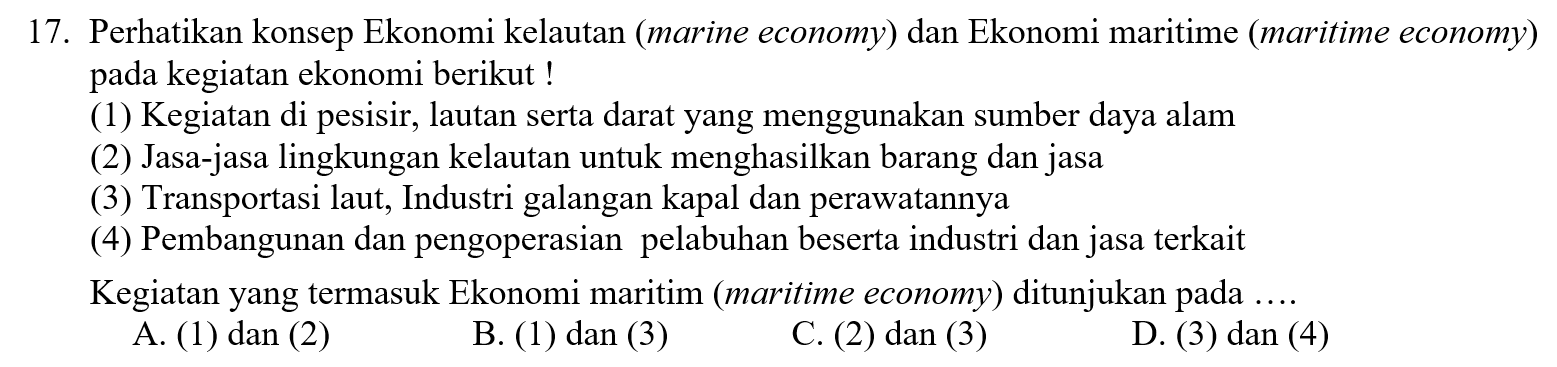 17. Perhatikan konsep Ekonomi kelautan (marine economy) dan Ekonomi maritime (maritime economy)
pada kegiatan ekonomi berikut !
(1) Kegiatan di pesisir, lautan serta darat yang menggunakan sumber daya alam
(2) Jasa-jasa lingkungan kelautan untuk menghasilkan barang dan jasa
(3) Transportasi laut, Industri galangan kapal dan perawatannya
(4) Pembangunan dan pengoperasian pelabuhan beserta industri dan jasa terkait
Kegiatan yang termasuk Ekonomi maritim (maritime economy) ditunjukan pada ….
A. (1) dan (2) B. (1) dan (3) C. (2) dan (3) D. (3) dan (4)